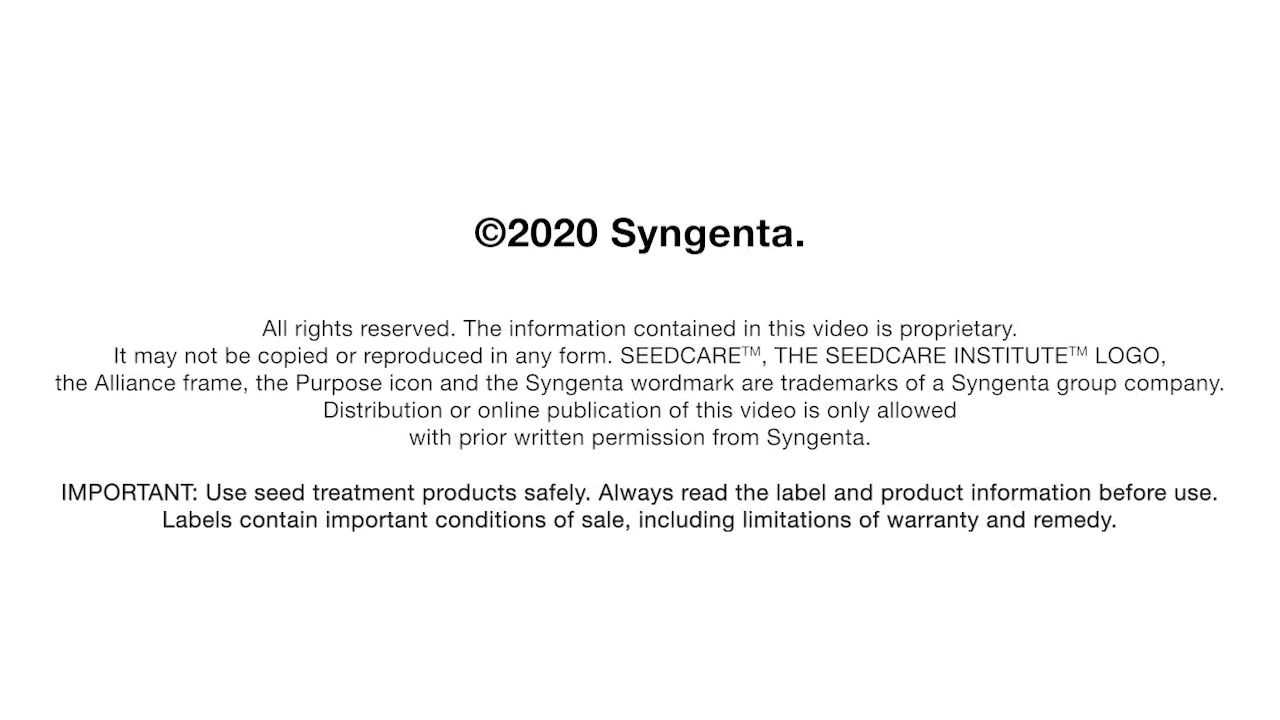 ©2020 Syngenta.
All rights reserved. The information contained in this video is proprietary.
It may not be copied or reproduced in any form. SEEDCARE™, THE SEEDCARE INSTITUTE™ LOGO,
the Alliance frame, the Purpose icon and the Syngenta wordmark are trademarks of a Syngenta group company.
Distribution or online publication of this video is only allowed
with prior written permission from Syngenta.
IMPORTANT: Use seed treatment products safely. Always read the label and product information before use.
Labels contain important conditions of sale, including limitations of warranty and remedy.